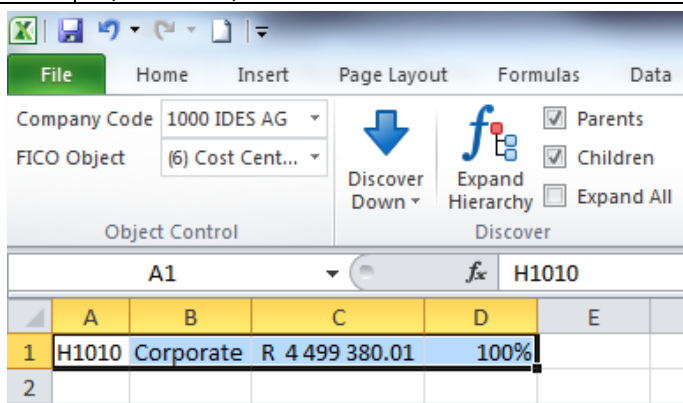 File Home Insert Page Layout Formulas Data
Company Code 1000 IDES AG
FICO Object (6) Cost Cent...
Discover Down
Expand Hierarchy
Parents
Children
Expand All
Object Control Discover
A1 fx H1010
A B C D E
1 H1010 Corporate R 4 499 380.01 100%
2